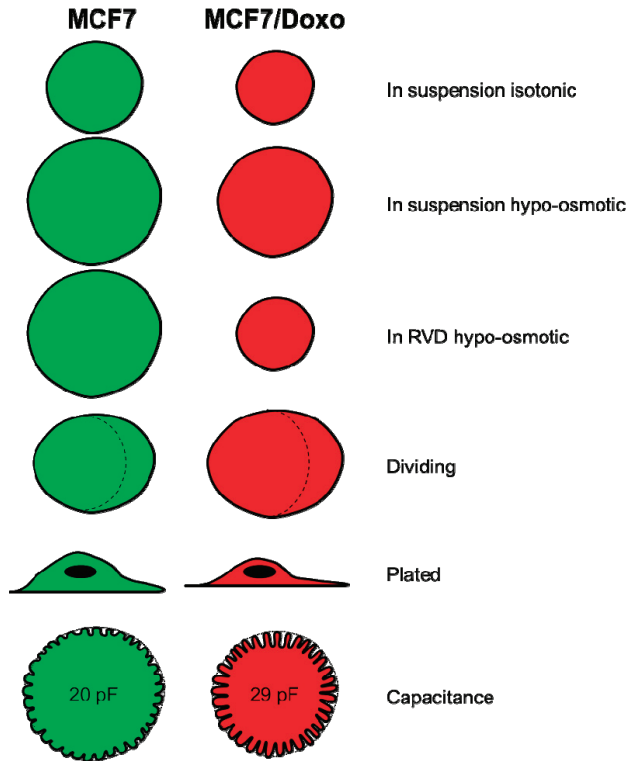 MCF7 MCF7/Doxo
In suspension isotonic
In suspension hypo-osmotic
In RVD hypo-osmotic
Dividing
Plated
20 pF 29 pF Capacitance